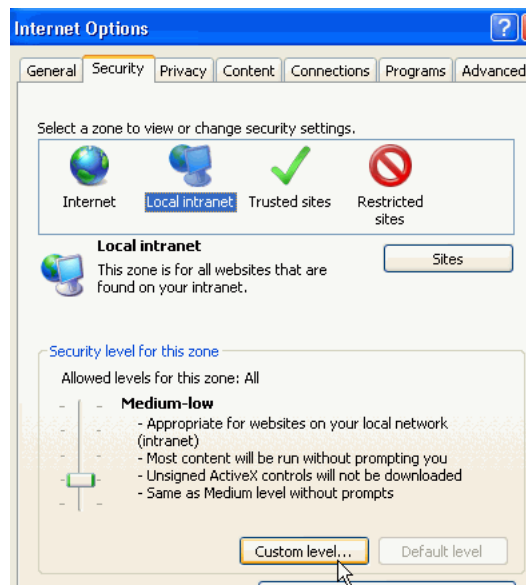 Internet Options
?
General Security Privacy Content Connections Programs Advanced
Select a zone to view or change security settings.
Internet Local intranet Trusted sites Restricted
sites
Local intranet
This zone is for all websites that are
found on your intranet.
Sites
Security level for this zone
Allowed levels for this zone: All
Medium-low
- Appropriate for websites on your local network
(intranet)
- Most content will be run without prompting you
- Unsigned ActiveX controls will not be downloaded
- Same as Medium level without prompts
Custom level... Default level